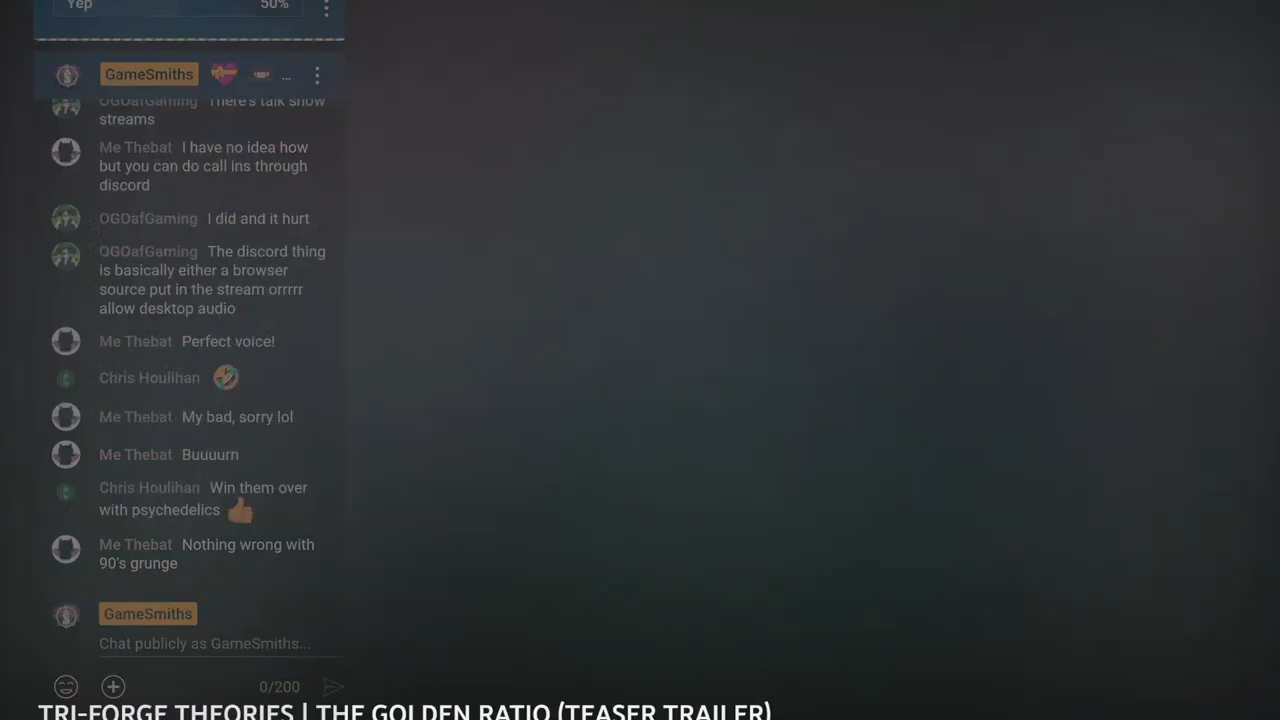 Yep 50%
GameSmiths ...
OGOafGaming There's talk show
streams
Me Thebat I have no idea how
but you can do call ins through
discord
OGOafGaming I did and it hurt
OGOafGaming The discord thing
is basically either a browser
source put in the stream orrrrr
allow desktop audio
Me Thebat Perfect voice!
Chris Houlihan
Me Thebat My bad, sorry lol
Me Thebat Buuuurn
Chris Houlihan Win them over
with psychedelics
Me Thebat Nothing wrong with
90's grunge
GameSmiths
Chat publicly as GameSmiths...
0/200
TRI-FORGE THEORIES | THE GOLDEN RATIO (TEASER TRAILER)